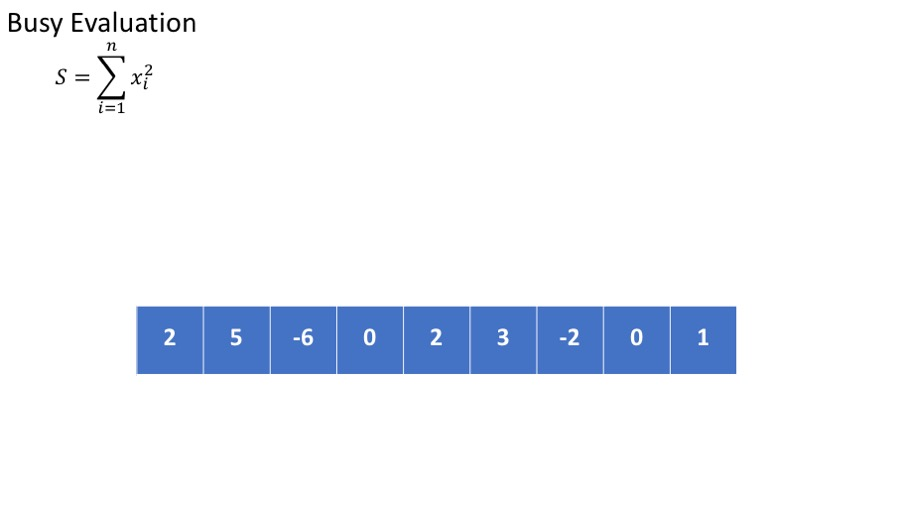 Busy Evaluation
n
S = ∑ x_i^2
i=1
2 5 -6 0 2 3 -2 0 1